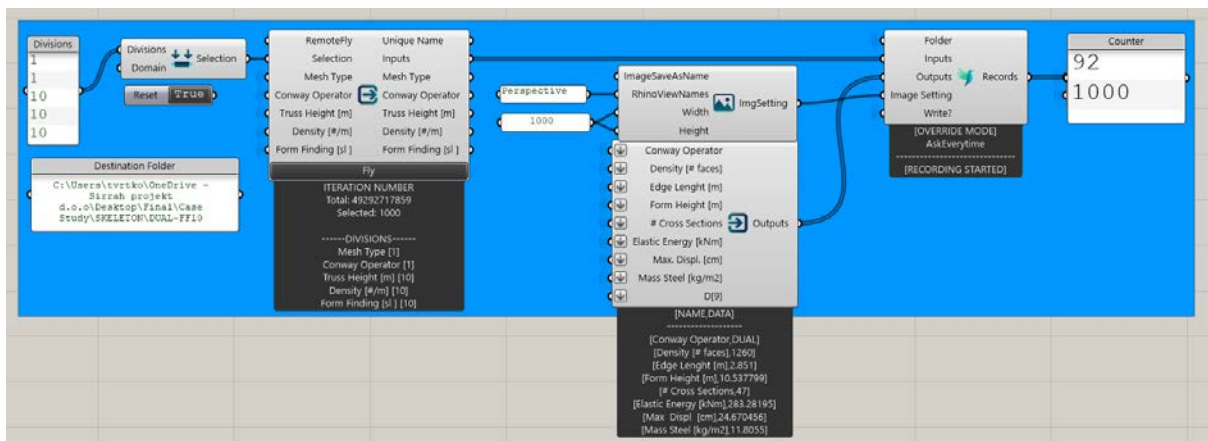 Divisions
1
1
10
10
10
Divisions
Domain
Selection
Reset True
Destination Folder
C:\Users\tvrtko\OneDrive -
Sirrah projekt
d.o.o\Desktop\Final\Case
Study\SKELETON\DUAL-FF10
RemoteFly Unique Name
Selection Inputs
Mesh Type Mesh Type
Conway Operator Conway Operator
Truss Height [m] Truss Height [m]
Density [#/m] Density [#/m]
Form Finding [sl ] Form Finding [sl ]
Fly
ITERATION NUMBER
Total: 49292717859
Selected: 1000
------DIVISIONS------
Mesh Type [1]
Conway Operator [1]
Truss Height [m] [10]
Density [#/m] [10]
Form Finding [sl ] [10]
Perspective
1000
ImageSaveAsName
RhinoViewNames
Width
Height
ImgSetting
Conway Operator
Density [# faces]
Edge Lenght [m]
Form Height [m]
# Cross Sections
Elastic Energy [kNm]
Max. Displ. [cm]
Mass Steel [kg/m2]
D[9]
Outputs
[NAME,DATA]
-------------------
[Conway Operator,DUAL]
[Density [# faces],1260]
[Edge Lenght [m],2.851]
[Form Height [m],10.537799]
[# Cross Sections,47]
[Elastic Energy [kNm],283.28195]
[Max Displ [cm],24.670456]
[Mass Steel [kg/m2],11.8055]
Folder
Inputs
Outputs
Image Setting
Write?
Records
[OVERRIDE MODE]
AskEverytime
----------------------------
[RECORDING STARTED]
Counter
92
1000